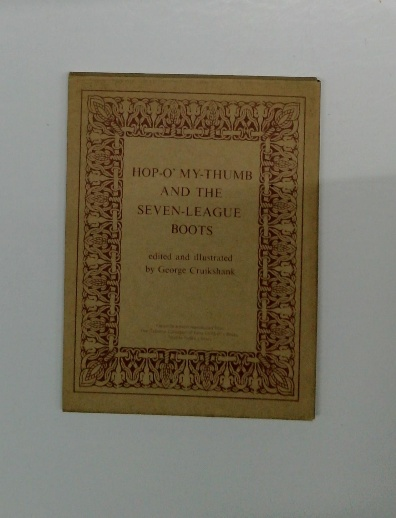 HOP-O' MY-THUMB
AND THE
SEVEN-LEAGUE
BOOTS
edited and illustrated
by George Cruikshank